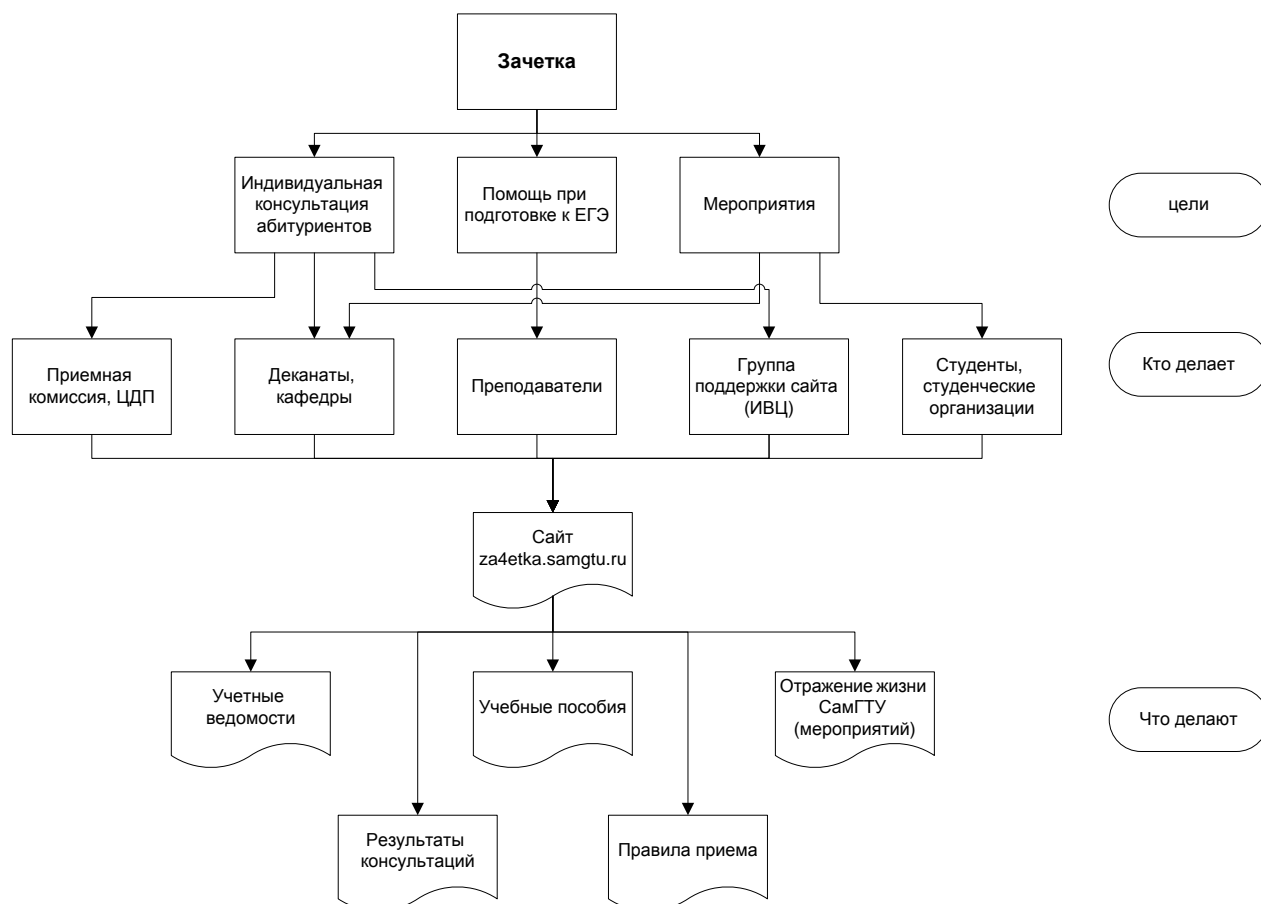 Зачетка
Индивидуальная
консультация
абитуриентов
Помощь при
подготовке к ЕГЭ
Мероприятия
цели
Приемная
комиссия, ЦДП
Деканаты,
кафедры
Преподаватели
Группа
поддержки сайта
(ИВЦ)
Студенты,
студенческие
организации
Кто делает
Сайт
za4etka.samgtu.ru
Учетные
ведомости
Учебные пособия
Отражение жизни
СамГТУ
(мероприятий)
Что делают
Результаты
консультаций
Правила приема